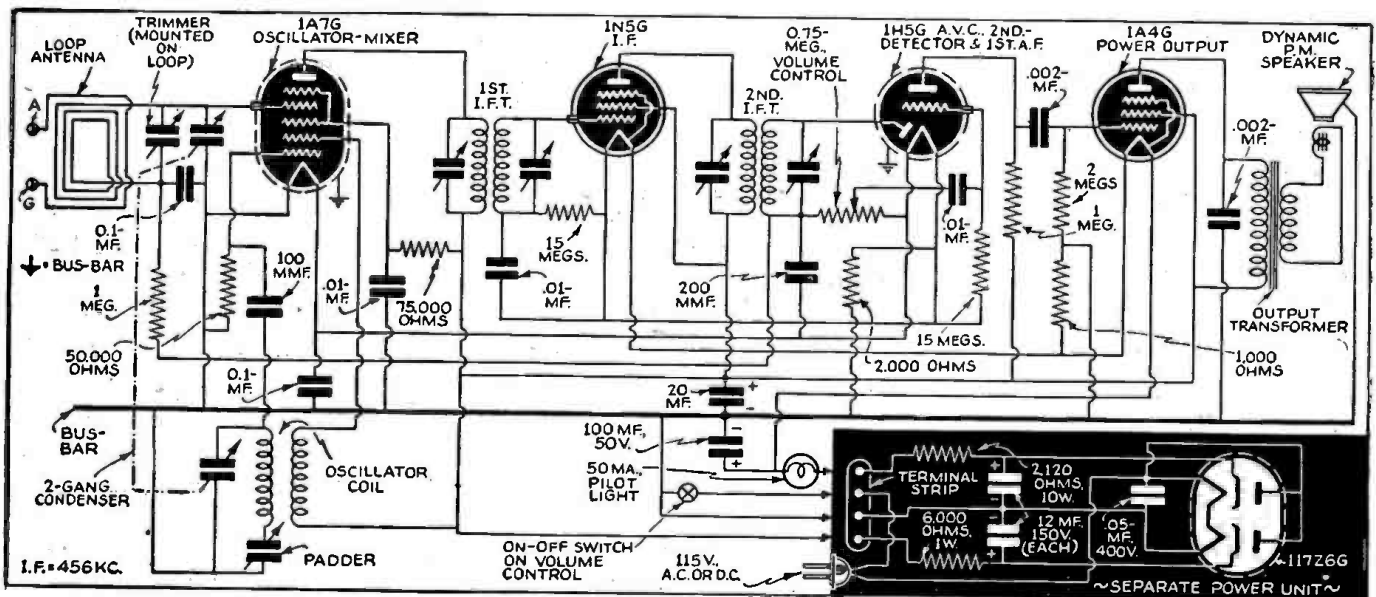 TRIMMER
(MOUNTED
ON
LOOP)
LOOP
ANTENNA
A
G
1A7G
OSCILLATOR-MIXER
1ST.
I.F.T.
1N5G
I.F.
0.75-
MEG.,
VOLUME
CONTROL
2ND.
I.F.T.
1H5G A.V.C., 2ND-
DETECTOR & 1ST. A.F.
.002-
MF.
1A4G
POWER OUTPUT
DYNAMIC
P.M.
SPEAKER
.002-
MF.
0.1-
MF.
= BUS-BAR
1
MEG.
50,000
OHMS
100
MMF.
.01-
MF.
75,000
OHMS
15
MEGS.
.01-
MF.
200
MMF.
.01-
MF.
2
MEGS
1
MEG.
15 MEGS.
2,000 OHMS
OUTPUT
TRANSFORMER
1,000
OHMS
0.1-
MF.
20
MF.
+
-
BUS-
BAR
2-GANG
CONDENSER
OSCILLATOR
COIL
PADDER
I.F.=456KC.
100 MF.,
50V.
-
+
50 MA.,
PILOT
LIGHT
ON-OFF SWITCH
ON VOLUME
CONTROL
115V.,
A.C. OR D.C.
TERMINAL
STRIP
6,000
OHMS,
1W.
+
-
-
+
2,120
OHMS,
10W.
12 MF.
150V.
(EACH)
.05-
MF.
400V.
117Z6G
~SEPARATE POWER UNIT~